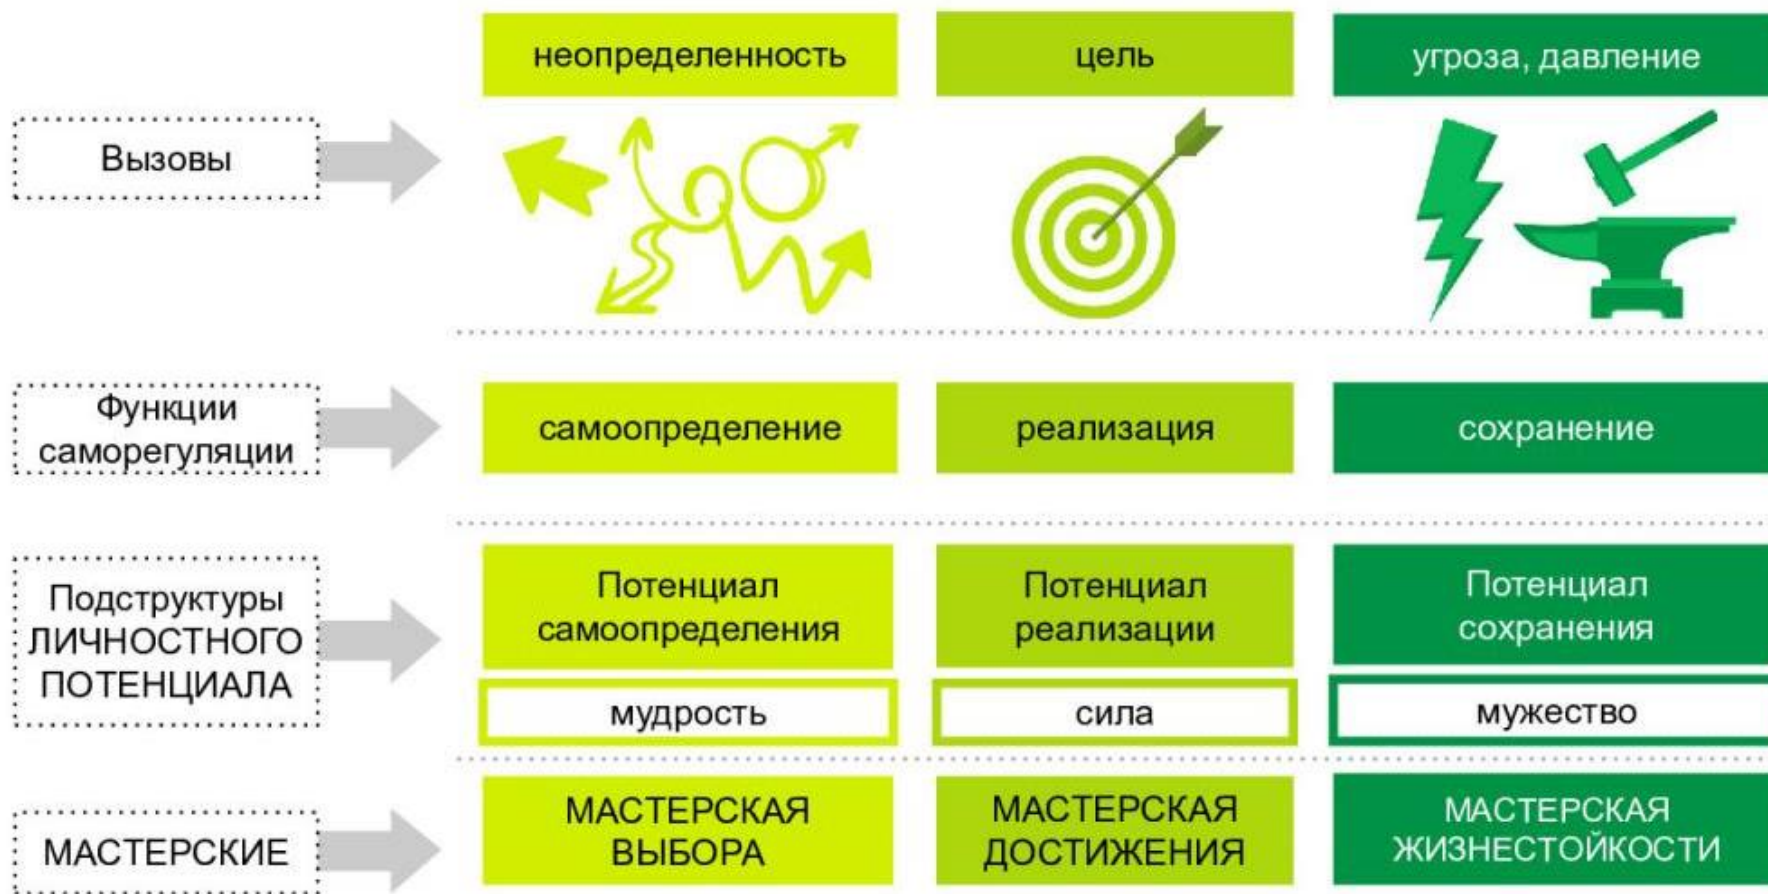 неопределенность
цель
угроза, давление
Вызовы
Функции
саморегуляции
самоопределение
реализация
сохранение
Подструктуры
ЛИЧНОСТНОГО
ПОТЕНЦИАЛА
Потенциал
самоопределения
Потенциал
реализации
Потенциал
сохранения
мудрость
сила
мужество
МАСТЕРСКИЕ
МАСТЕРСКАЯ
ВЫБОРА
МАСТЕРСКАЯ
ДОСТИЖЕНИЯ
МАСТЕРСКАЯ
ЖИЗНЕСТОЙКОСТИ